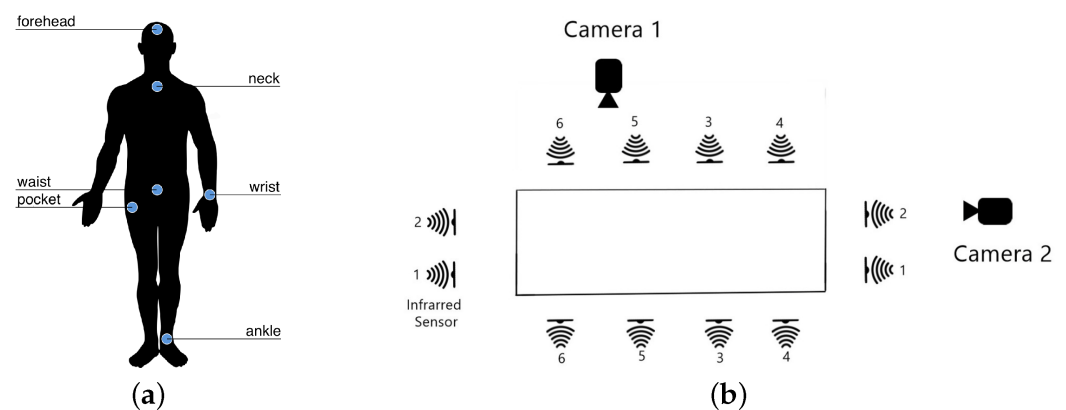 forehead
neck
waist
wrist
pocket
ankle
(a)
Camera 1
6 5 3 4
2 2
Camera 2
1 1
Infrarred
Sensor
6 5 3 4
(b)